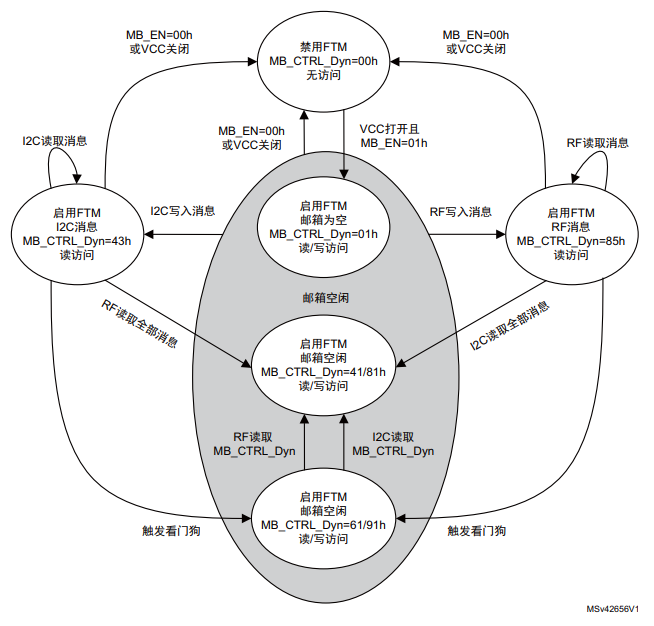 MB_EN=00h
或VCC关闭
禁用FTM
MB_CTRL_Dyn=00h
无访问
MB_EN=00h
或VCC关闭
I2C读取消息
MB_EN=00h
或VCC关闭
VCC打开且
MB_EN=01h
RF读取消息
启用FTM
I2C消息
MB_CTRL_Dyn=43h
读访问
I2C写入消息
启用FTM
邮箱为空
MB_CTRL_Dyn=01h
读/写访问
RF写入消息
启用FTM
RF消息
MB_CTRL_Dyn=85h
读访问
邮箱空闲
RF读取全部消息
I2C读取全部消息
启用FTM
邮箱空闲
MB_CTRL_Dyn=41/81h
读/写访问
RF读取
MB_CTRL_Dyn
I2C读取
MB_CTRL_Dyn
启用FTM
邮箱空闲
MB_CTRL_Dyn=61/91h
读/写访问
触发看门狗
触发看门狗
MSv42656V1